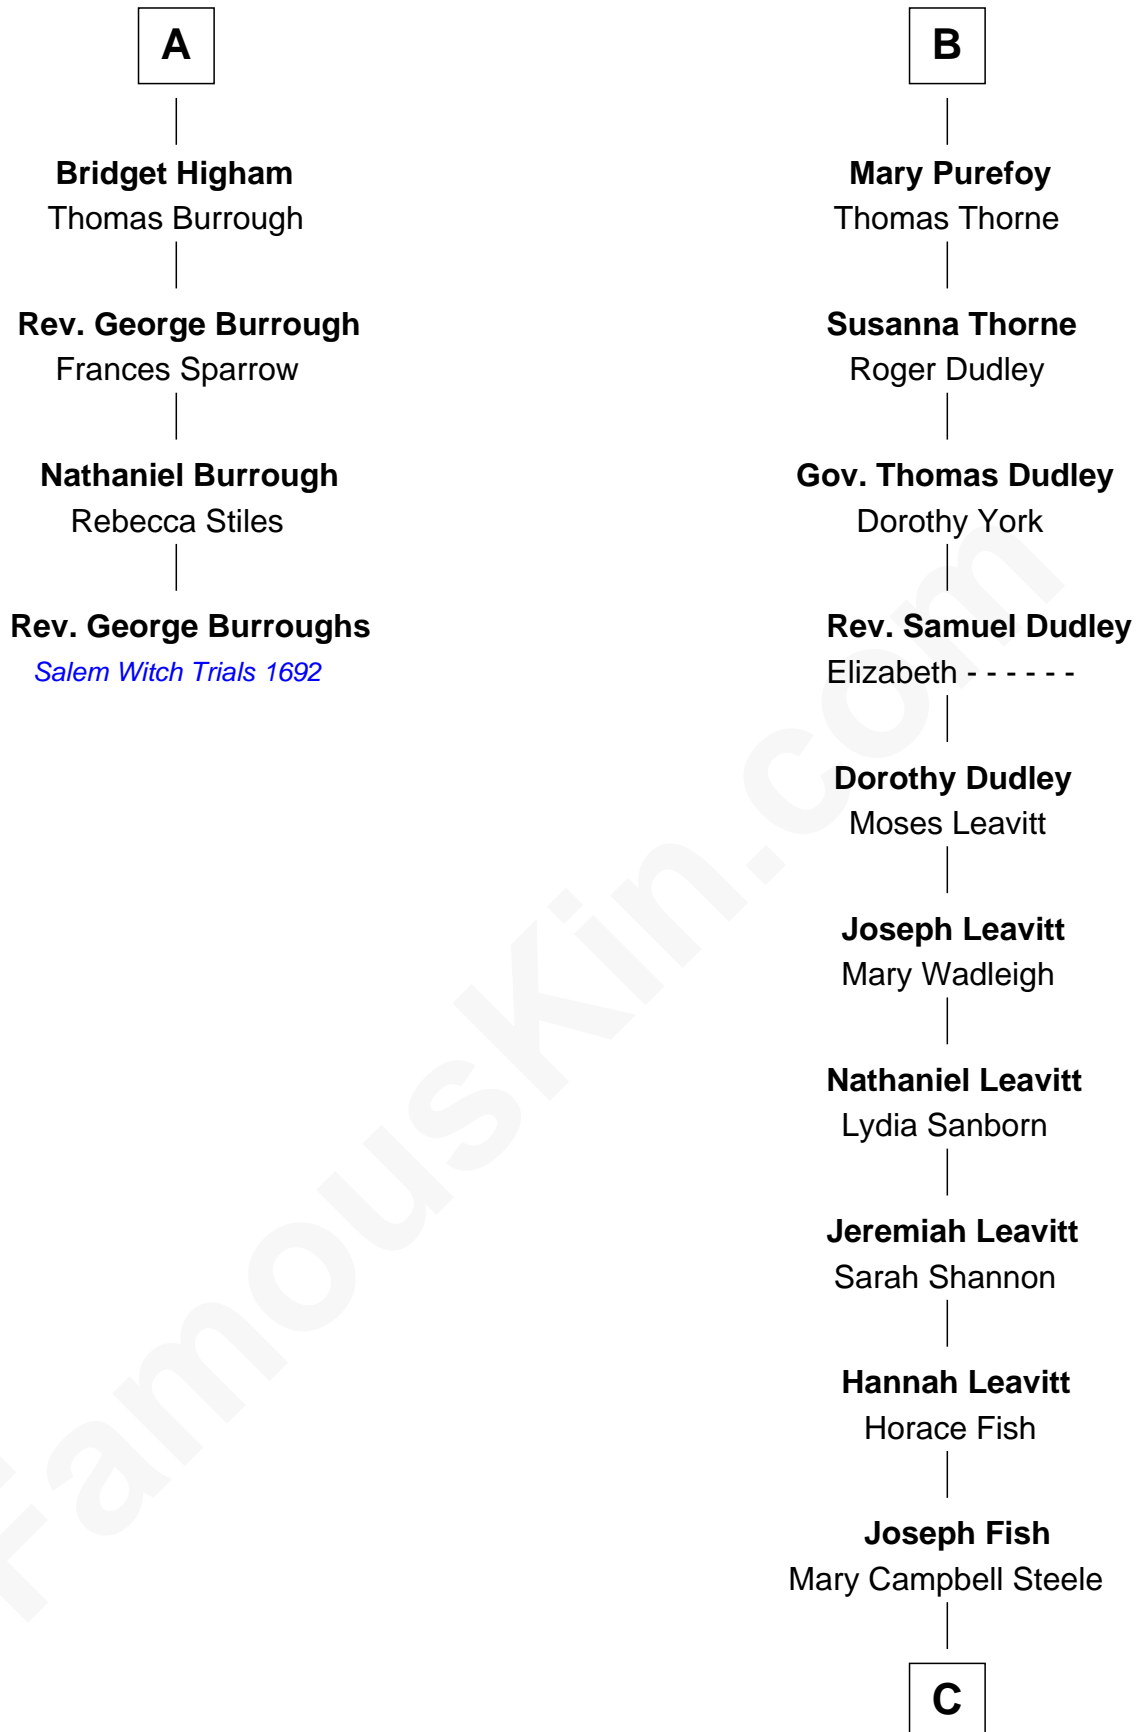 A
Bridget Higham
Thomas Burrough
Rev. George Burrough
Frances Sparrow
Nathaniel Burrough
Rebecca Stiles
Rev. George Burroughs
Salem Witch Trials 1692
B
Mary Purefoy
Thomas Thorne
Susanna Thorne
Roger Dudley
Gov. Thomas Dudley
Dorothy York
Rev. Samuel Dudley
Elizabeth - - - - - -
Dorothy Dudley
Moses Leavitt
Joseph Leavitt
Mary Wadleigh
Nathaniel Leavitt
Lydia Sanborn
Jeremiah Leavitt
Sarah Shannon
Hannah Leavitt
Horace Fish
Joseph Fish
Mary Campbell Steele
C
FamousKin.com